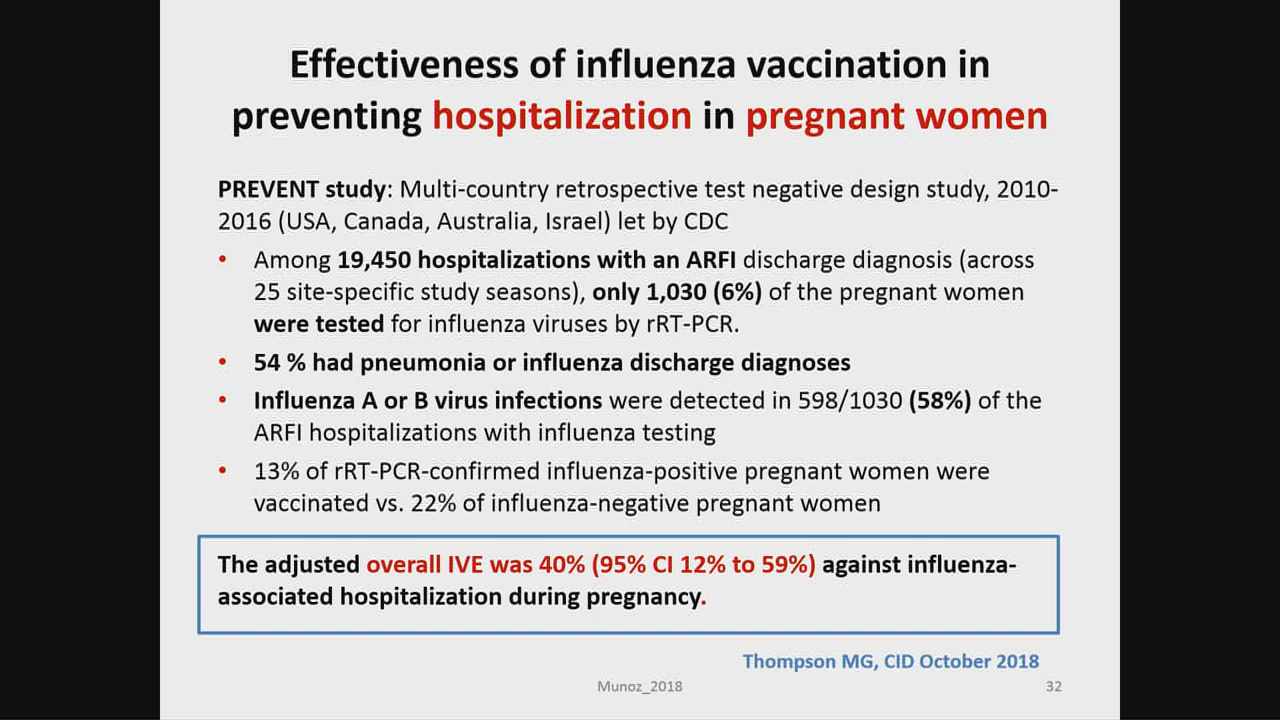 Effectiveness of influenza vaccination in
preventing hospitalization in pregnant women
PREVENT study: Multi-country retrospective test negative design study, 2010-
2016 (USA, Canada, Australia, Israel) let by CDC
• Among 19,450 hospitalizations with an ARFI discharge diagnosis (across
25 site-specific study seasons), only 1,030 (6%) of the pregnant women
were tested for influenza viruses by rRT-PCR.
• 54 % had pneumonia or influenza discharge diagnoses
• Influenza A or B virus infections were detected in 598/1030 (58%) of the
ARFI hospitalizations with influenza testing
• 13% of rRT-PCR-confirmed influenza-positive pregnant women were
vaccinated vs. 22% of influenza-negative pregnant women
The adjusted overall IVE was 40% (95% CI 12% to 59%) against influenza-
associated hospitalization during pregnancy.
Thompson MG, CID October 2018
Munoz_2018 32